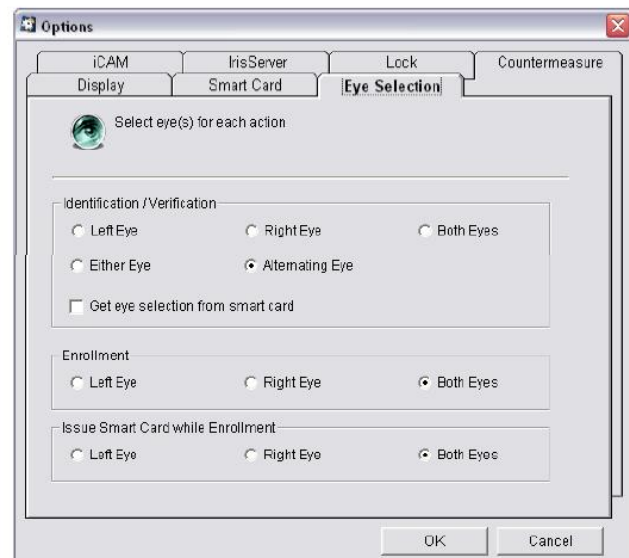 Options
iCAM IrisServer Lock Countermeasure
Display Smart Card Eye Selection
Select eye(s) for each action
Identification / Verification
Left Eye Right Eye Both Eyes
Either Eye Alternating Eye
Get eye selection from smart card
Enrollment
Left Eye Right Eye Both Eyes
Issue Smart Card while Enrollment
Left Eye Right Eye Both Eyes
OK Cancel